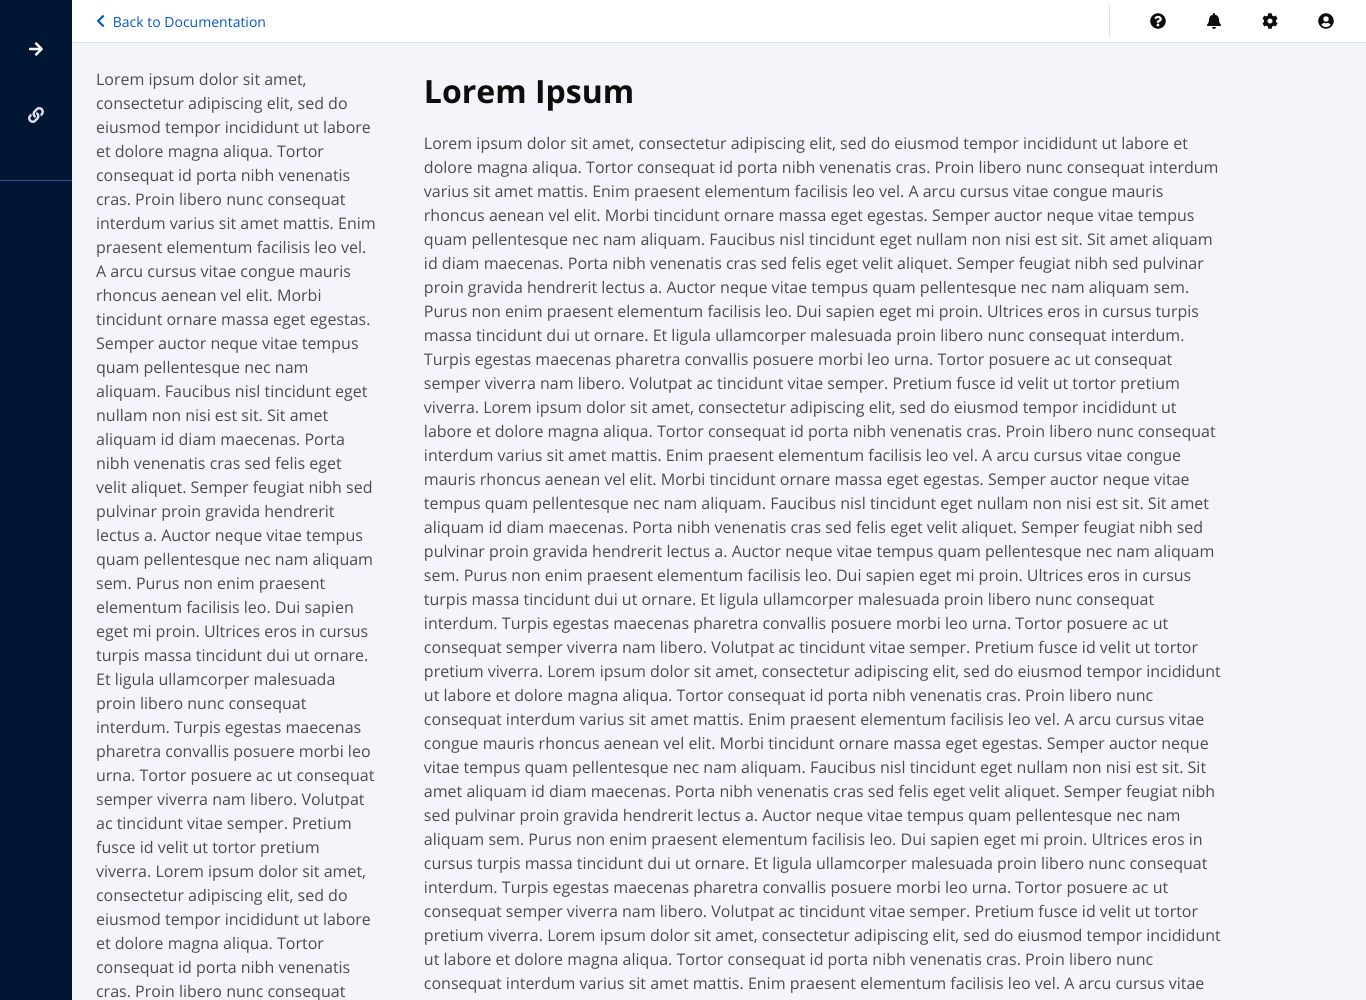 Back to Documentation
Lorem ipsum dolor sit amet,
consectetur adipiscing elit, sed do
eiusmod tempor incididunt ut labore
et dolore magna aliqua. Tortor
consequat id porta nibh venenatis
cras. Proin libero nunc consequat
interdum varius sit amet mattis. Enim
praesent elementum facilisis leo vel.
A arcu cursus vitae congue mauris
rhoncus aenean vel elit. Morbi
tincidunt ornare massa eget egestas.
Semper auctor neque vitae tempus
quam pellentesque nec nam
aliquam. Faucibus nisl tincidunt eget
nullam non nisi est sit. Sit amet
aliquam id diam maecenas. Porta
nibh venenatis cras sed felis eget
velit aliquet. Semper feugiat nibh sed
pulvinar proin gravida hendrerit
lectus a. Auctor neque vitae tempus
quam pellentesque nec nam aliquam
sem. Purus non enim praesent
elementum facilisis leo. Dui sapien
eget mi proin. Ultrices eros in cursus
turpis massa tincidunt dui ut ornare.
Et ligula ullamcorper malesuada
proin libero nunc consequat
interdum. Turpis egestas maecenas
pharetra convallis posuere morbi leo
urna. Tortor posuere ac ut consequat
semper viverra nam libero. Volutpat
ac tincidunt vitae semper. Pretium
fusce id velit ut tortor pretium
viverra. Lorem ipsum dolor sit amet,
consectetur adipiscing elit, sed do
eiusmod tempor incididunt ut labore
et dolore magna aliqua. Tortor
consequat id porta nibh venenatis
cras. Proin libero nunc consequat
Lorem Ipsum
Lorem ipsum dolor sit amet, consectetur adipiscing elit, sed do eiusmod tempor incididunt ut labore et
dolore magna aliqua. Tortor consequat id porta nibh venenatis cras. Proin libero nunc consequat interdum
varius sit amet mattis. Enim praesent elementum facilisis leo vel. A arcu cursus vitae congue mauris
rhoncus aenean vel elit. Morbi tincidunt ornare massa eget egestas. Semper auctor neque vitae tempus
quam pellentesque nec nam aliquam. Faucibus nisl tincidunt eget nullam non nisi est sit. Sit amet aliquam
id diam maecenas. Porta nibh venenatis cras sed felis eget velit aliquet. Semper feugiat nibh sed pulvinar
proin gravida hendrerit lectus a. Auctor neque vitae tempus quam pellentesque nec nam aliquam sem.
Purus non enim praesent elementum facilisis leo. Dui sapien eget mi proin. Ultrices eros in cursus turpis
massa tincidunt dui ut ornare. Et ligula ullamcorper malesuada proin libero nunc consequat interdum.
Turpis egestas maecenas pharetra convallis posuere morbi leo urna. Tortor posuere ac ut consequat
semper viverra nam libero. Volutpat ac tincidunt vitae semper. Pretium fusce id velit ut tortor pretium
viverra. Lorem ipsum dolor sit amet, consectetur adipiscing elit, sed do eiusmod tempor incididunt ut
labore et dolore magna aliqua. Tortor consequat id porta nibh venenatis cras. Proin libero nunc consequat
interdum varius sit amet mattis. Enim praesent elementum facilisis leo vel. A arcu cursus vitae congue
mauris rhoncus aenean vel elit. Morbi tincidunt ornare massa eget egestas. Semper auctor neque vitae
tempus quam pellentesque nec nam aliquam. Faucibus nisl tincidunt eget nullam non nisi est sit. Sit amet
aliquam id diam maecenas. Porta nibh venenatis cras sed felis eget velit aliquet. Semper feugiat nibh sed
pulvinar proin gravida hendrerit lectus a. Auctor neque vitae tempus quam pellentesque nec nam aliquam
sem. Purus non enim praesent elementum facilisis leo. Dui sapien eget mi proin. Ultrices eros in cursus
turpis massa tincidunt dui ut ornare. Et ligula ullamcorper malesuada proin libero nunc consequat
interdum. Turpis egestas maecenas pharetra convallis posuere morbi leo urna. Tortor posuere ac ut
consequat semper viverra nam libero. Volutpat ac tincidunt vitae semper. Pretium fusce id velit ut tortor
pretium viverra. Lorem ipsum dolor sit amet, consectetur adipiscing elit, sed do eiusmod tempor incididunt
ut labore et dolore magna aliqua. Tortor consequat id porta nibh venenatis cras. Proin libero nunc
consequat interdum varius sit amet mattis. Enim praesent elementum facilisis leo vel. A arcu cursus vitae
congue mauris rhoncus aenean vel elit. Morbi tincidunt ornare massa eget egestas. Semper auctor neque
vitae tempus quam pellentesque nec nam aliquam. Faucibus nisl tincidunt eget nullam non nisi est sit. Sit
amet aliquam id diam maecenas. Porta nibh venenatis cras sed felis eget velit aliquet. Semper feugiat nibh
sed pulvinar proin gravida hendrerit lectus a. Auctor neque vitae tempus quam pellentesque nec nam
aliquam sem. Purus non enim praesent elementum facilisis leo. Dui sapien eget mi proin. Ultrices eros in
cursus turpis massa tincidunt dui ut ornare. Et ligula ullamcorper malesuada proin libero nunc consequat
interdum. Turpis egestas maecenas pharetra convallis posuere morbi leo urna. Tortor posuere ac ut
consequat semper viverra nam libero. Volutpat ac tincidunt vitae semper. Pretium fusce id velit ut tortor
pretium viverra. Lorem ipsum dolor sit amet, consectetur adipiscing elit, sed do eiusmod tempor incididunt
ut labore et dolore magna aliqua. Tortor consequat id porta nibh venenatis cras. Proin libero nunc
consequat interdum varius sit amet mattis. Enim praesent elementum facilisis leo vel. A arcu cursus vitae